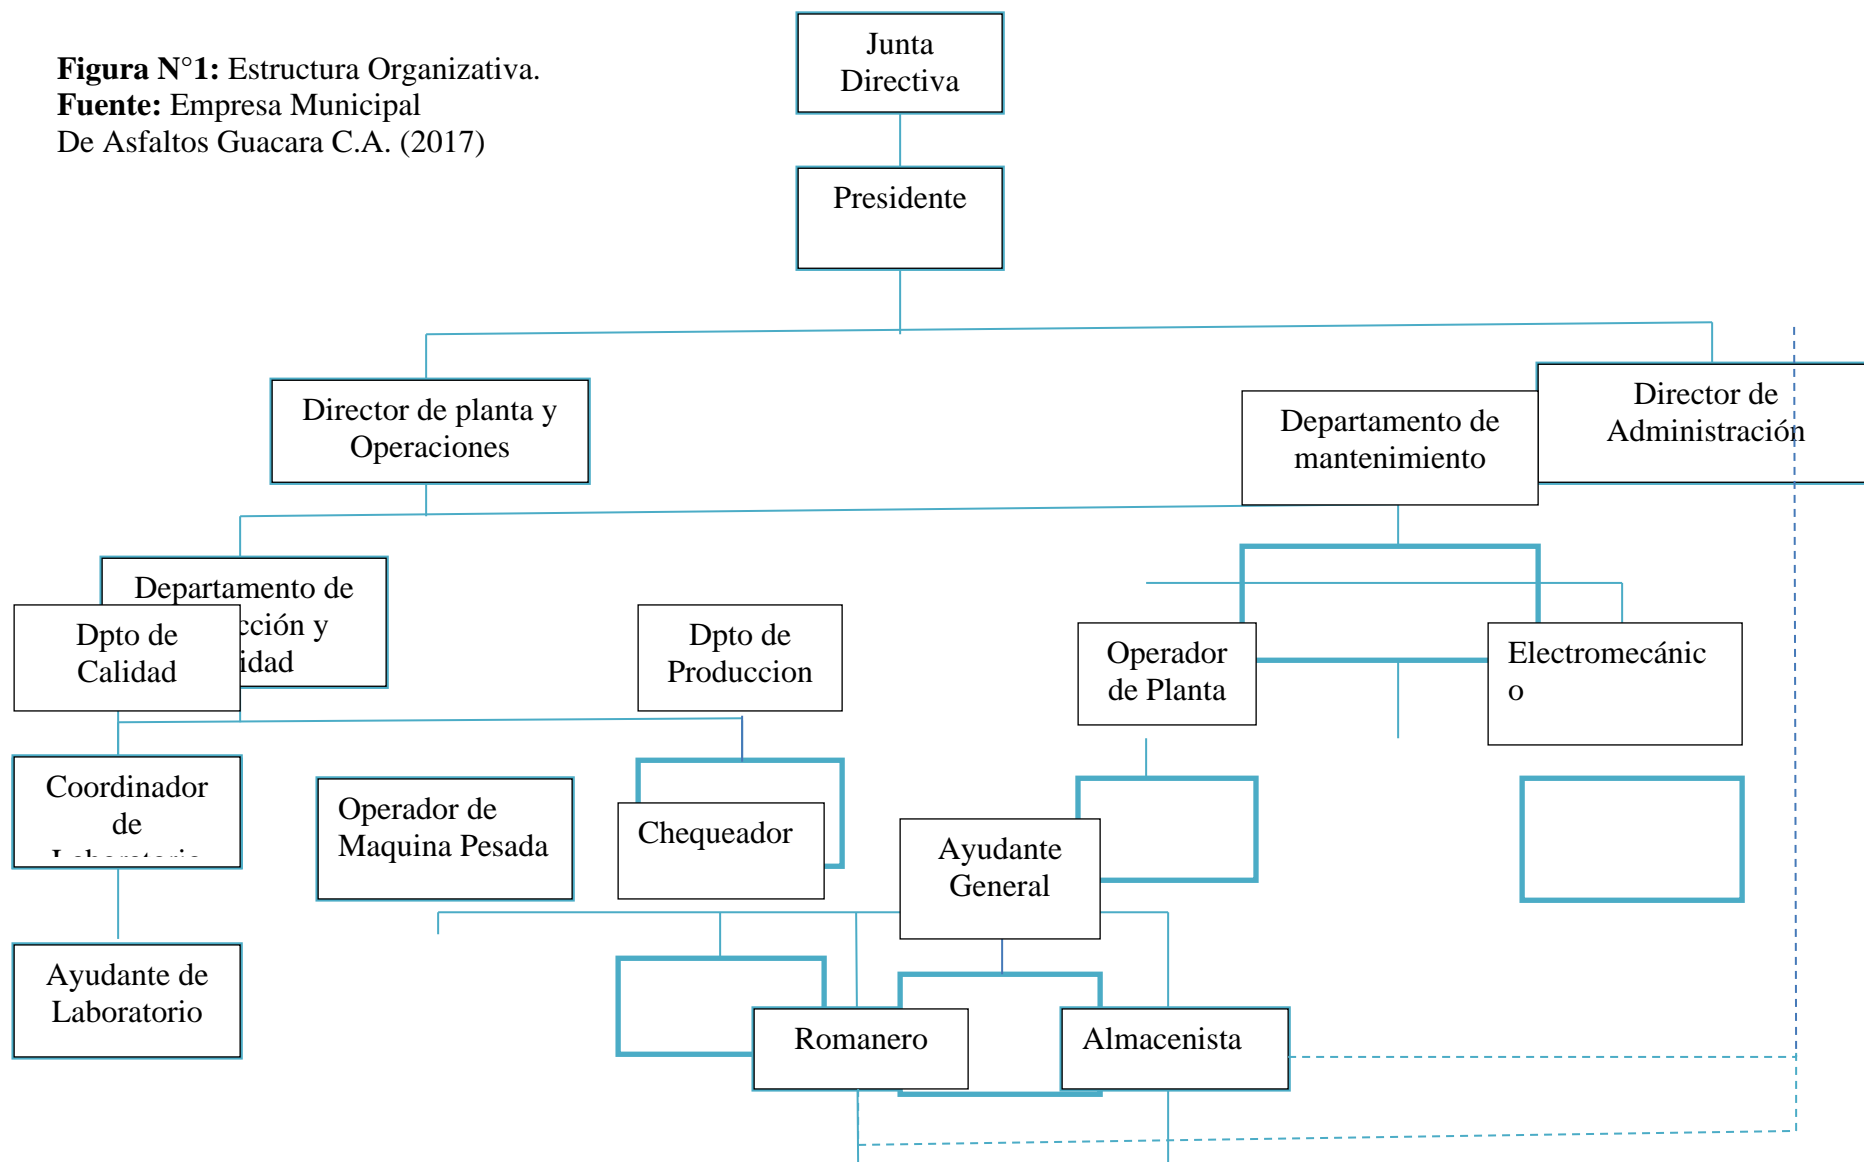 Figura N°1: Estructura Organizativa.
Fuente: Empresa Municipal
De Asfaltos Guacara C.A. (2017)
Junta
Directiva
Presidente
Director de planta y
Operaciones
Departamento de
mantenimiento
Director de
Administración
Departamento de
cción y
idad
Dpto de
Calidad
Dpto de
Produccion
Operador
de Planta
Electromecánic
o
Coordinador
de
Operador de
Maquina Pesada
Chequeador
Ayudante
General
Ayudante de
Laboratorio
Romanero
Almacenista